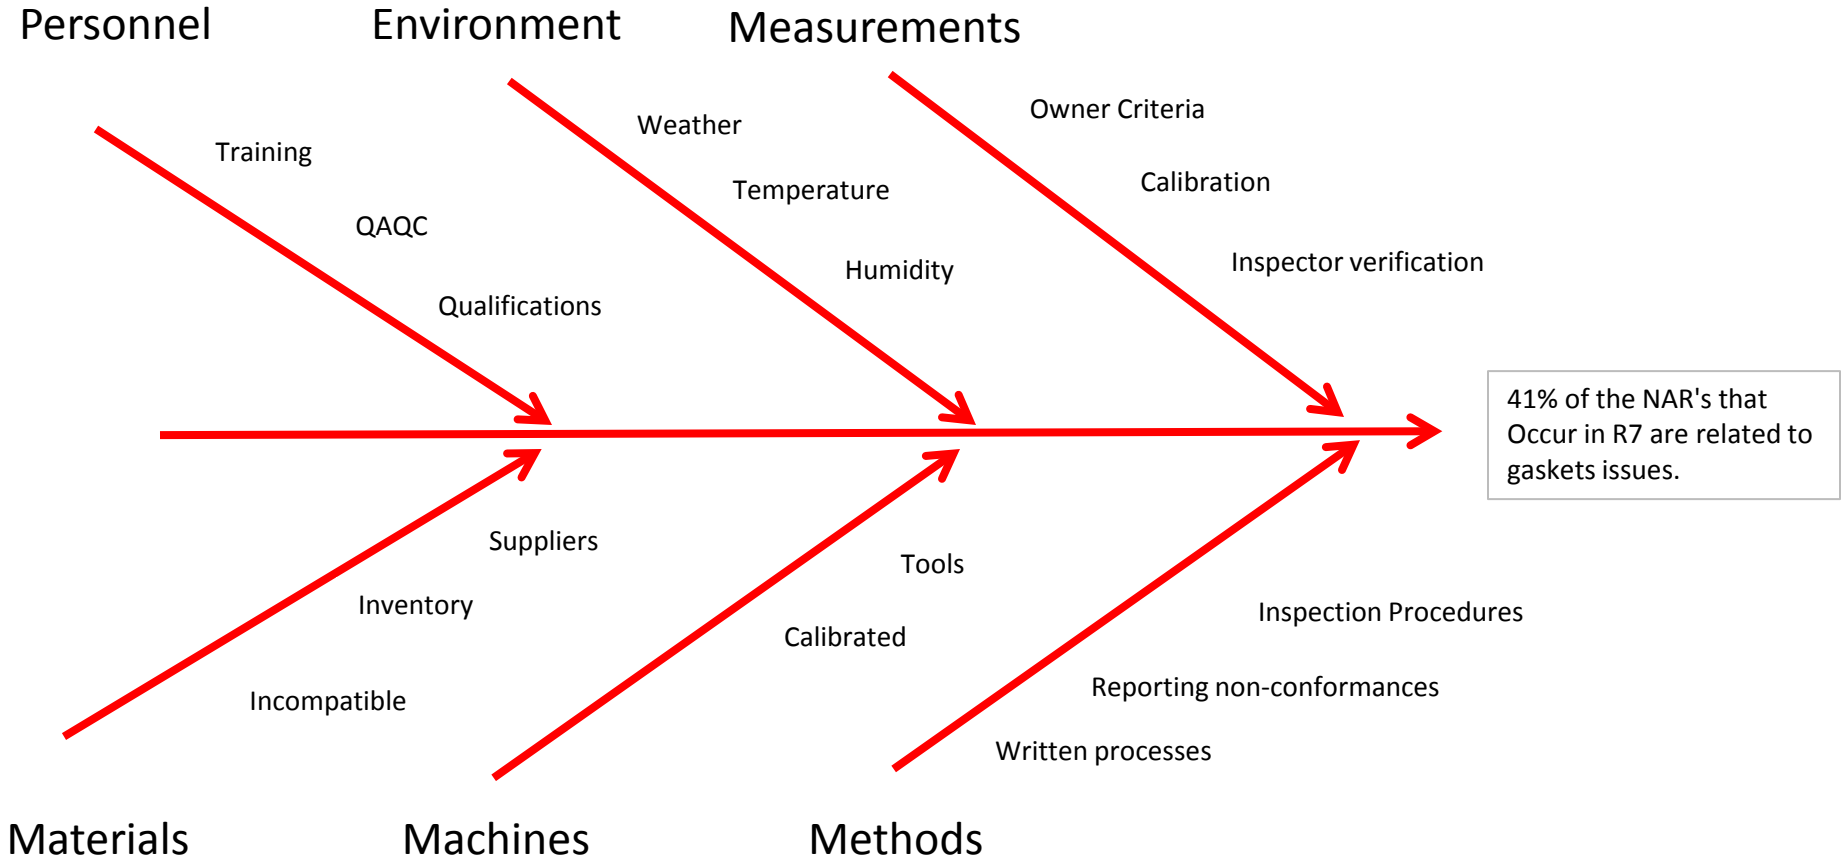 Personnel
Environment
Measurements
Owner Criteria
Weather
Training
Calibration
Temperature
QAQC
Inspector verification
Humidity
Qualifications
41% of the NAR's that
Occur in R7 are related to
gaskets issues.
Suppliers
Tools
Inventory
Inspection Procedures
Calibrated
Reporting non-conformances
Incompatible
Written processes
Materials
Machines
Methods